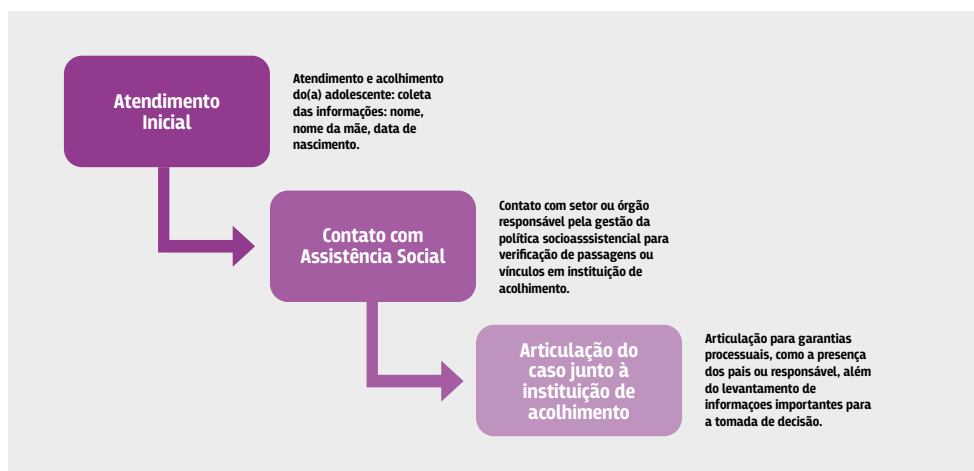 Atendimento
Inicial
Atendimento e acolhimento
do(a) adolescente: coleta
das informações: nome,
nome da mãe, data de
nascimento.
Contato com
Assistência Social
Contato com setor ou órgão
responsável pela gestão da
política socioasssistencial para
verificação de passagens ou
vínculos em instituição de
acolhimento.
Articulação do
caso junto à
instituição de
acolhimento
Articulação para garantias
processuais, como a presença
dos pais ou responsável, além
do levantamento de
informaçoes importantes para
a tomada de decisão.